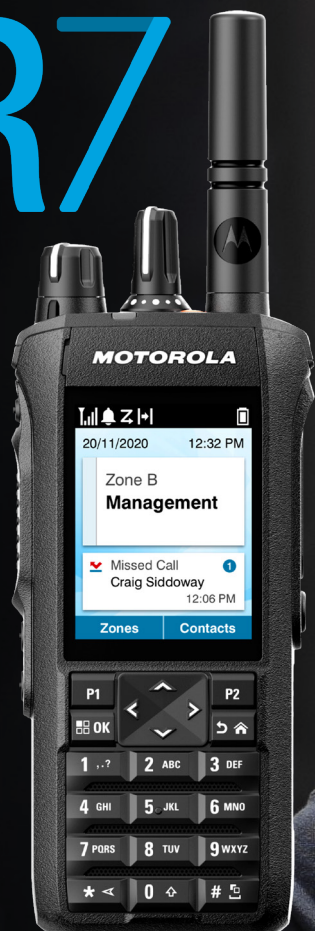 R7
MOTOROLA
20/11/2020 12:32 PM
Zone B
Management
Missed Call 1
Craig Siddoway
12:06 PM
Zones Contacts
P1 P2
OK
1 ,.? 2 ABC 3 DEF
4 GHI 5 JKL 6 MNO
7 PQRS 8 TUV 9 WXYZ
* 0 #